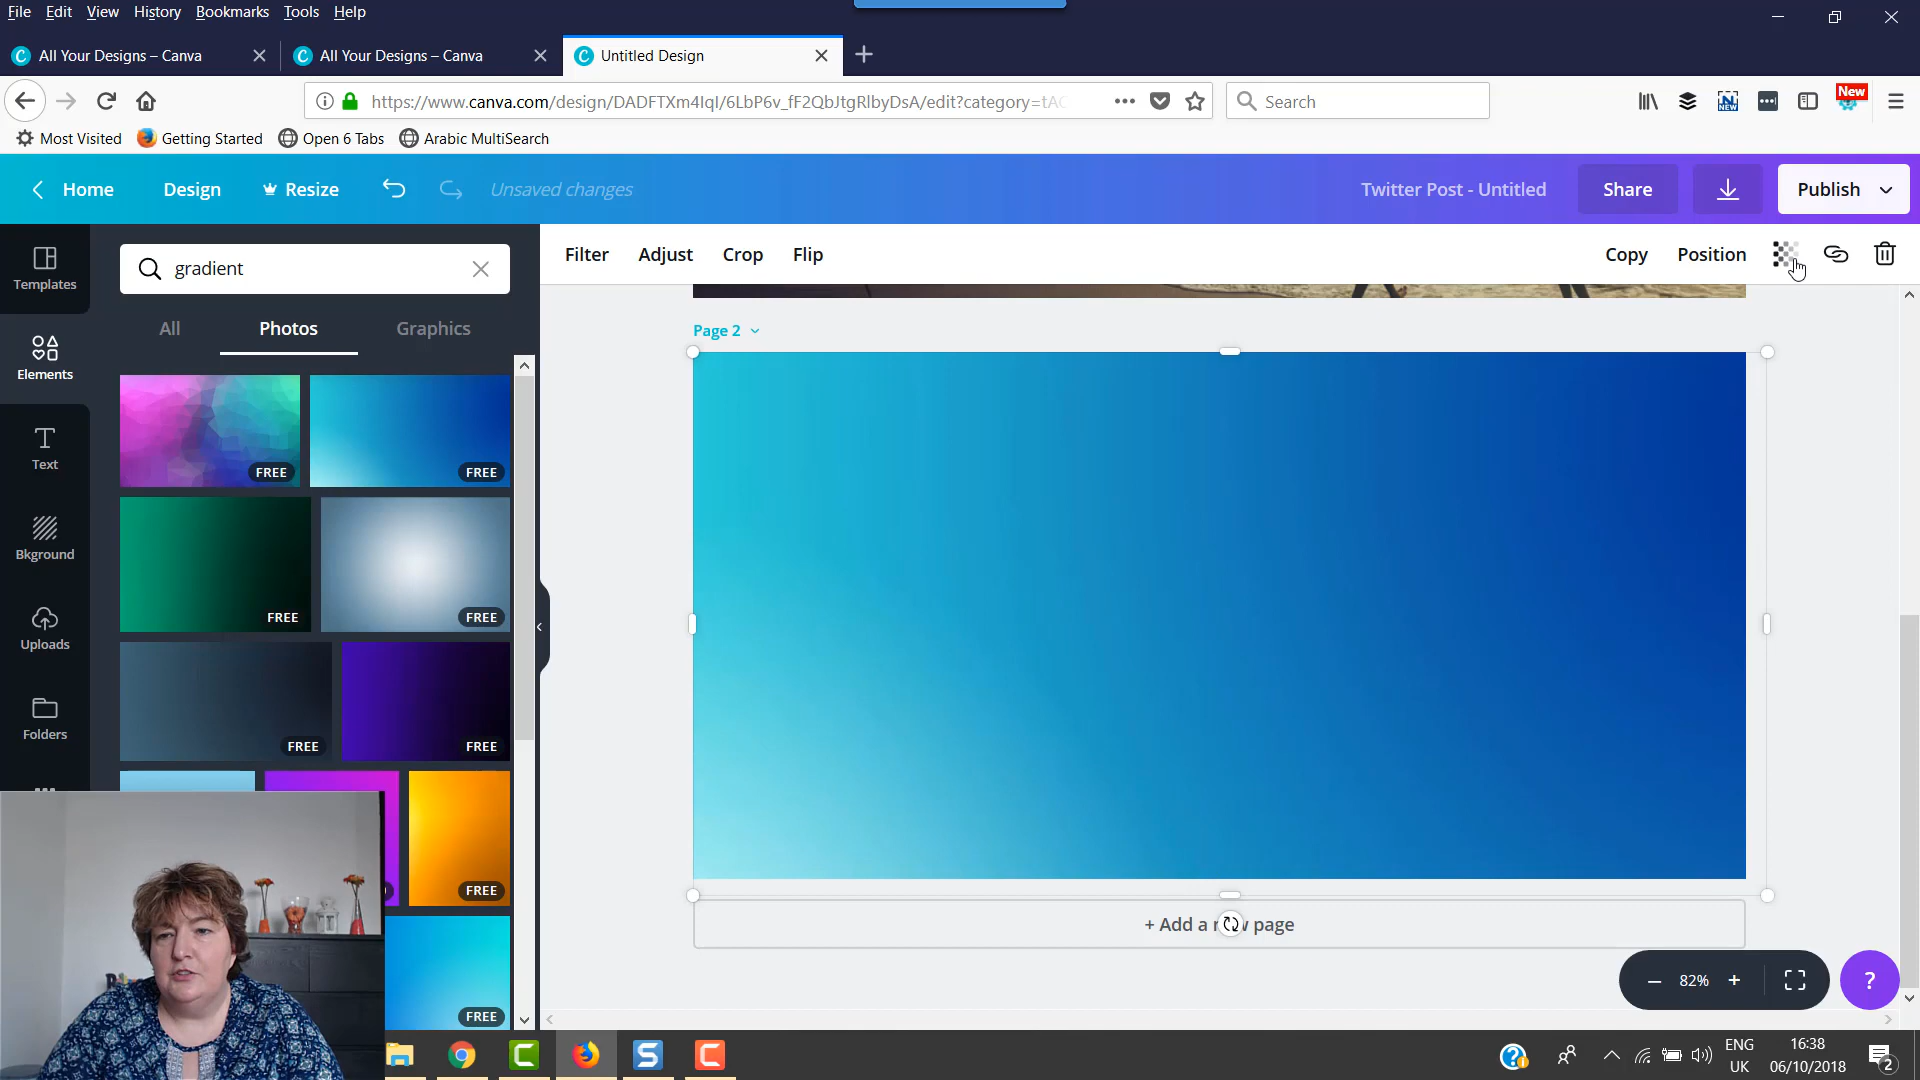 File Edit View History Bookmarks Tools Help
All Your Designs – Canva
All Your Designs – Canva
Untitled Design
https://www.canva.com/design/DADFTXm4IqI/6LbP6v_fF2QbJtgRlbyDsA/edit?category=tAC
Search
New
NEW
Most Visited Getting Started Open 6 Tabs Arabic MultiSearch
Home Design Resize Unsaved changes Twitter Post - Untitled Share Publish
Templates
gradient
Filter Adjust Crop Flip Copy Position
All Photos Graphics
Page 2
Elements
FREE FREE
Text
Bkground
FREE FREE
Uploads
Folders
FREE FREE
FREE
FREE
+ Add a new page
82% ?
ENG
UK
16:38
06/10/2018
2